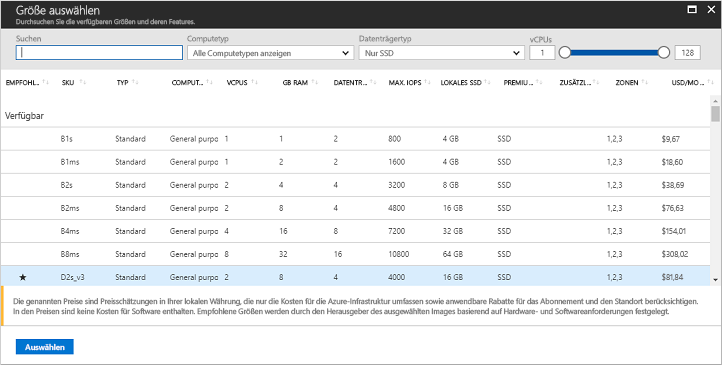 Größe auswählen
Durchsuchen Sie die verfügbaren Größen und deren Features.
Suchen Computetyp Datenträgertyp vCPUs
Alle Computetypen anzeigen Nur SSD 1 128
EMPFOHL... SKU TYP COMPUT... VCPUS GB RAM DATENTR... MAX. IOPS LOKALES SSD PREMIU... ZUSÄTZL... ZONEN USD/MO...
Verfügbar
B1s Standard General purpo 1 1 2 800 4 GB SSD 1,2,3 $9,67
B1ms Standard General purpo 1 2 2 1600 4 GB SSD 1,2,3 $18,60
B2s Standard General purpo 2 4 4 3200 8 GB SSD 1,2,3 $38,69
B2ms Standard General purpo 2 8 4 4800 16 GB SSD 1,2,3 $76,63
B4ms Standard General purpo 4 16 8 7200 32 GB SSD 1,2,3 $154,01
B8ms Standard General purpo 8 32 16 10800 64 GB SSD 1,2,3 $308,02
★ D2s_v3 Standard General purpo 2 8 4 4000 16 GB SSD 1,2,3 $81,84
Die genannten Preise sind Preisschätzungen in Ihrer lokalen Währung, die nur die Kosten für die Azure-Infrastruktur umfassen sowie anwendbare Rabatte für das Abonnement und den Standort berücksichtigen.
In den Preisen sind keine Kosten für Software enthalten. Empfohlene Größen werden durch den Herausgeber des ausgewählten Images basierend auf Hardware- und Softwareanforderungen festgelegt.
Auswählen